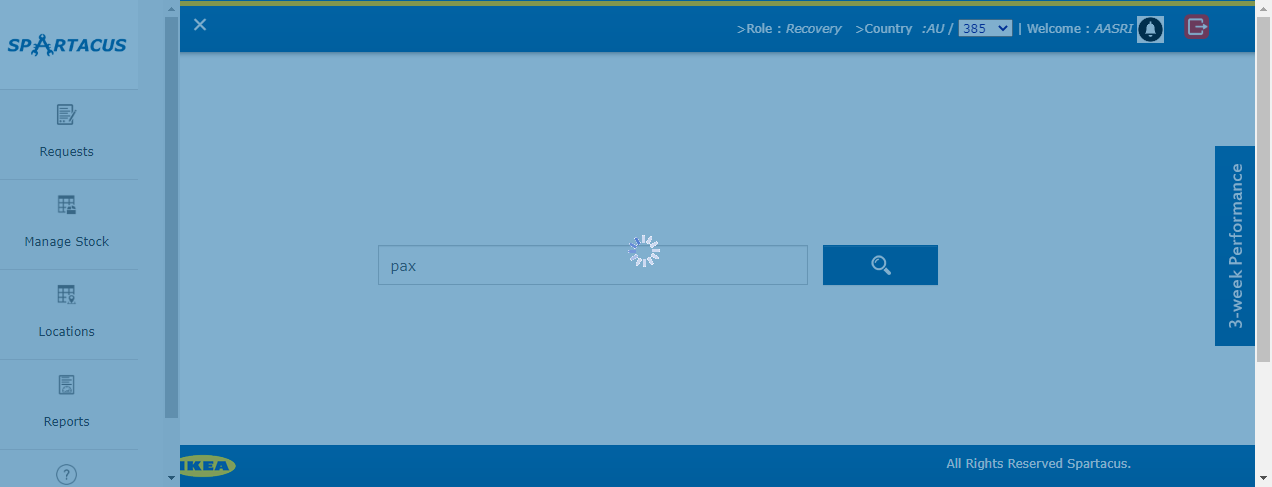 SPARTACUS
>Role : Recovery >Country :AU / 385 | Welcome : AASRI
Requests
Manage Stock
Locations
Reports
?
pax
3-week Performance
IKEA
All Rights Reserved Spartacus.